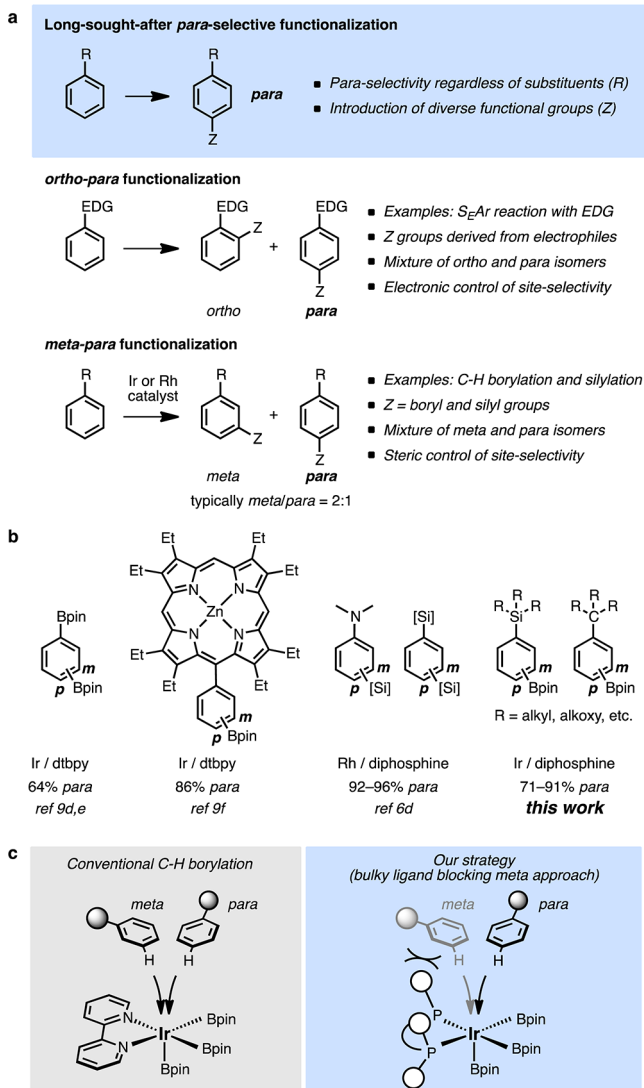 a
Long-sought-after para-selective functionalization
R
R
para
Z
▪ Para-selectivity regardless of substituents (R)
▪ Introduction of diverse functional groups (Z)
ortho-para functionalization
EDG
EDG
Z
+
EDG
Z
ortho
para
▪ Examples: SEAr reaction with EDG
▪ Z groups derived from electrophiles
▪ Mixture of ortho and para isomers
▪ Electronic control of site-selectivity
meta-para functionalization
R
Ir or Rh
catalyst
R
Z
+
R
Z
meta
para
typically meta/para = 2:1
▪ Examples: C-H borylation and silylation
▪ Z = boryl and silyl groups
▪ Mixture of meta and para isomers
▪ Steric control of site-selectivity
b
Bpin
m
p Bpin
Ir / dtbpy
64% para
ref 9d,e
Et Et
Et Et
N N
Zn
N N
Et Et
Et Et
m
p Bpin
Ir / dtbpy
86% para
ref 9f
N
m
p [Si]
[Si]
m
p [Si]
Rh / diphosphine
92–96% para
ref 6d
R
R Si R
m
p Bpin
R
R C R
m
p Bpin
R = alkyl, alkoxy, etc.
Ir / diphosphine
71–91% para
this work
c
Conventional C-H borylation
meta
para
H
H
N
N
Ir
Bpin
Bpin
Bpin
Our strategy
(bulky ligand blocking meta approach)
meta
para
H
H
P
P
Ir
Bpin
Bpin
Bpin